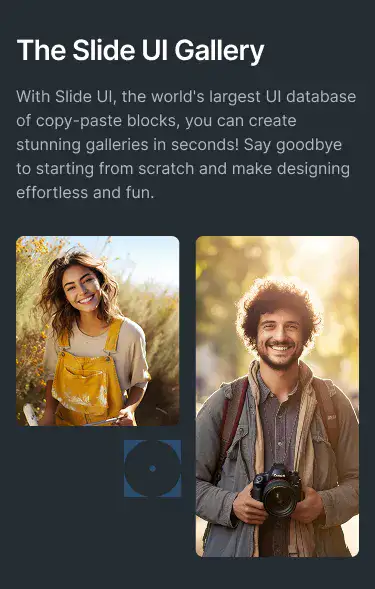 The Slide UI Gallery
With Slide UI, the world's largest UI database
of copy-paste blocks, you can create
stunning galleries in seconds! Say goodbye
to starting from scratch and make designing
effortless and fun.
Canon